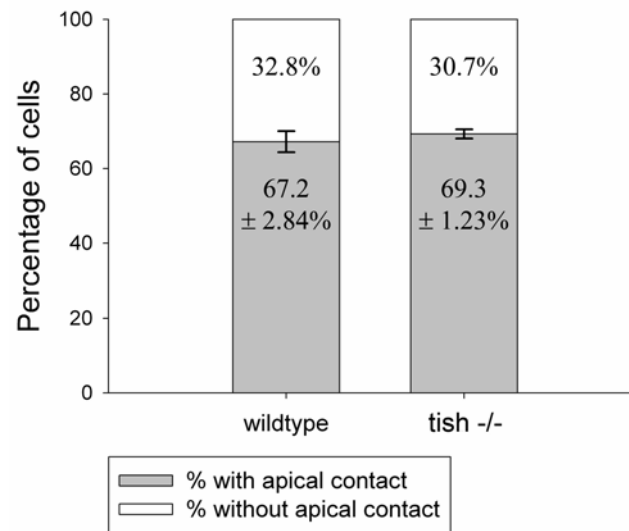 Percentage of cells
100
80
60
40
20
0
32.8%
67.2
± 2.84%
30.7%
69.3
± 1.23%
wildtype
tish -/-
% with apical contact
% without apical contact